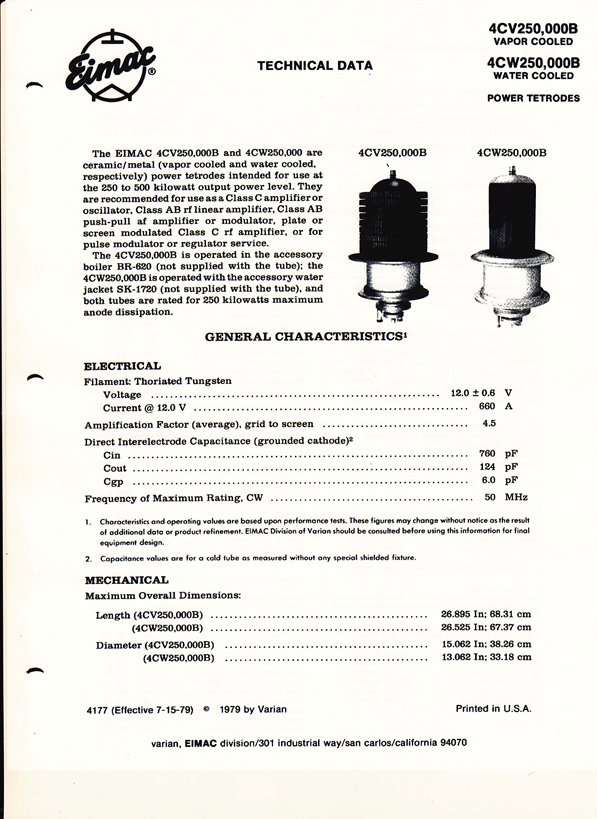 Eimac®
4CV250,000B
VAPOR COOLED
TECHNICAL DATA
4CW250,000B
WATER COOLED
POWER TETRODES
The EIMAC 4CV250,000B and 4CW250,000 are
ceramic/metal (vapor cooled and water cooled,
respectively) power tetrodes intended for use at
the 250 to 500 kilowatt output power level. They
are recommended for use as a Class C amplifier or
oscillator, Class AB rf linear amplifier, Class AB
push-pull af amplifier or modulator, plate or
screen modulated Class C rf amplifier, or for
pulse modulator or regulator service.
The 4CV250,000B is operated in the accessory
boiler BR-620 (not supplied with the tube); the
4CW250,000B is operated with the accessory water
jacket SK-1720 (not supplied with the tube), and
both tubes are rated for 250 kilowatts maximum
anode dissipation.
4CV250,000B
4CW250,000B
GENERAL CHARACTERISTICS¹
ELECTRICAL
Filament: Thoriated Tungsten
Voltage ........ 12.0 ± 0.6 V
Current @ 12.0 V ........ 660 A
Amplification Factor (average), grid to screen ........ 4.5
Direct Interelectrode Capacitance (grounded cathode)²
Cin ........ 760 pF
Cout ........ 124 pF
Cgp ........ 6.0 pF
Frequency of Maximum Rating, CW ........ 50 MHz
1. Characteristics and operating values are based upon performance tests. These figures may change without notice as the result
of additional data or product refinement. EIMAC Division of Varian should be consulted before using this information for final
equipment design.
2. Capacitance values are for a cold tube as measured without any special shielded fixture.
MECHANICAL
Maximum Overall Dimensions:
Length (4CV250,000B) ........ 26.895 In; 68.31 cm
(4CW250,000B) ........ 26.525 In; 67.37 cm
Diameter (4CV250,000B) ........ 15.062 In; 38.26 cm
(4CW250,000B) ........ 13.062 In; 33.18 cm
4177 (Effective 7-15-79) © 1979 by Varian
Printed in U.S.A.
varian, EIMAC division/301 industrial way/san carlos/california 94070